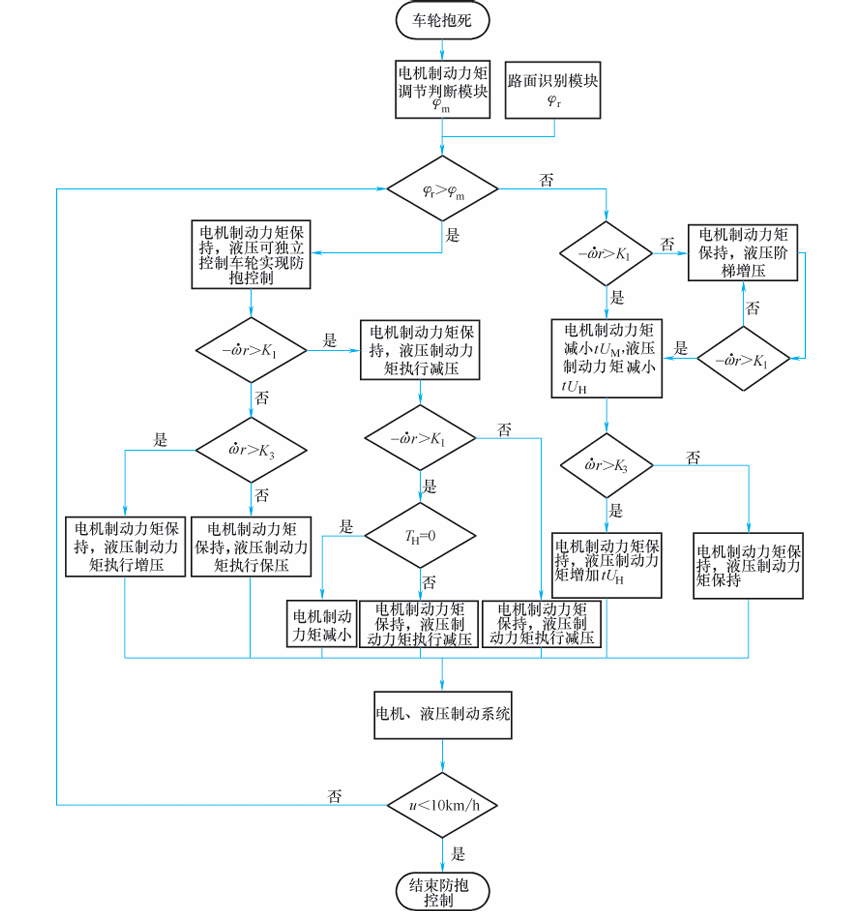 车轮抱死
电机制动力矩
调节判断模块
φm
路面识别模块
φr
φr>φm
否
是
电机制动力矩保
持，液压可独立
控制车轮实现防
抱控制
-ω̇r>K1
否
电机制动力矩
保持，液压阶
梯增压
是
否
电机制动力矩
减小tUM,液压
制动力矩减小
tUH
是
-ω̇r>K1
-ω̇r>K1
是
电机制动力矩保
持，液压制动力
矩执行减压
否
ω̇r>K3
是
否
-ω̇r>K1
否
是
ω̇r>K3
否
是
TH=0
是
否
电机制动力矩保
持，液压制动力
矩执行增压
电机制动力矩
保持，液压制动力
矩执行保压
电机制动力矩保
持，液压制动力
矩增加tUH
电机制动力矩保
持，液压制动力
矩保持
电机制动
力矩减小
电机制动力矩
保持，液压制
动力矩执行减压
电机制动力矩
保持，液压制
动力矩执行减压
电机、液压制动系统
u<10km/h
否
是
结束防抱
控制